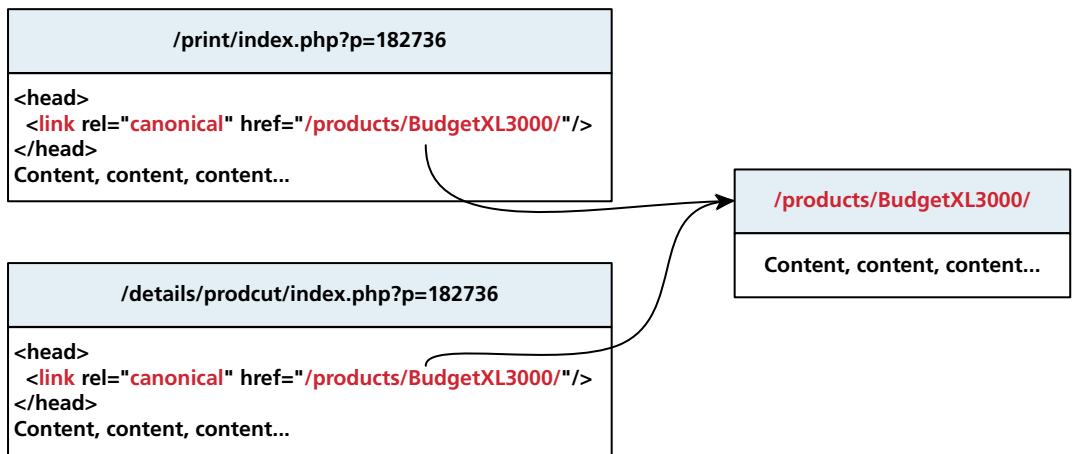 /print/index.php?p=182736
<head>
<link rel="canonical" href="/products/BudgetXL3000/"/>
</head>
Content, content, content...
/products/BudgetXL3000/
Content, content, content...
/details/prodcut/index.php?p=182736
<head>
<link rel="canonical" href="/products/BudgetXL3000/"/>
</head>
Content, content, content...